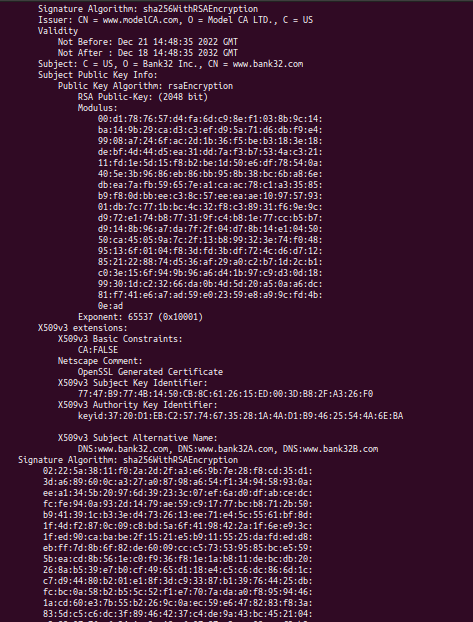 Signature Algorithm: sha256WithRSAEncryption
Issuer: CN = www.modelCA.com, O = Model CA LTD., C = US
Validity
Not Before: Dec 21 14:48:35 2022 GMT
Not After : Dec 18 14:48:35 2032 GMT
Subject: C = US, O = Bank32 Inc., CN = www.bank32.com
Subject Public Key Info:
Public Key Algorithm: rsaEncryption
RSA Public-Key: (2048 bit)
Modulus:
00:d1:78:76:57:d4:fa:6d:c9:8e:f1:03:8b:9c:14:
ba:14:9b:29:ca:d3:c3:ef:d9:5a:71:d6:db:f9:e4:
99:08:a7:24:6f:ac:2d:1b:36:f5:be:b3:18:3e:18:
de:bf:4d:44:d5:ea:31:dd:7a:f3:b7:53:4a:c3:21:
11:fd:1e:5d:15:f8:b2:be:1d:50:e6:df:78:54:0a:
40:5e:3b:96:86:eb:86:bb:95:8b:38:bc:6b:a8:6e:
db:ea:7a:fb:59:65:7e:a1:ca:ac:78:c1:a3:35:85:
b9:f8:0d:bb:ee:c3:8c:57:ee:ea:ae:10:97:57:93:
01:db:7c:77:1b:bc:4c:32:f8:c3:89:31:f6:9e:9c:
d9:72:e1:74:b8:77:31:9f:c4:b8:1e:77:cc:b5:b7:
d9:14:8b:96:a7:da:7f:2f:04:d7:8b:14:e1:04:50:
50:ca:45:05:9a:7c:2f:13:b8:99:32:3e:74:f0:48:
95:13:6f:01:04:f8:3d:fd:3b:df:72:4c:d6:d7:12:
85:21:22:88:74:d5:36:af:29:a0:c2:b7:1d:2c:b1:
c0:3e:15:6f:94:9b:96:a6:d4:1b:97:c9:d3:0d:18:
99:30:1d:c2:32:66:da:0b:4d:5d:20:a5:0a:a6:dc:
81:f7:41:e6:a7:ad:59:e0:23:59:e8:a9:9c:fd:4b:
0e:ad
Exponent: 65537 (0x10001)
X509v3 extensions:
X509v3 Basic Constraints:
CA:FALSE
Netscape Comment:
OpenSSL Generated Certificate
X509v3 Subject Key Identifier:
77:47:B9:77:4B:14:50:CB:8C:61:26:15:ED:00:3D:B8:2F:A3:26:F0
X509v3 Authority Key Identifier:
keyid:37:20:D1:EB:C2:57:74:67:35:28:1A:4A:D1:B9:46:25:54:4A:6E:BA
X509v3 Subject Alternative Name:
DNS:www.bank32.com, DNS:www.bank32A.com, DNS:www.bank32B.com
Signature Algorithm: sha256WithRSAEncryption
02:22:5a:38:11:f0:2a:2d:2f:a3:e6:9b:7e:28:f8:cd:35:d1:
3d:a6:89:60:0c:a3:27:a0:87:98:a6:54:f1:34:94:58:93:0a:
ee:a1:34:5b:20:97:6d:39:23:3c:07:ef:6a:d0:df:ab:ce:dc:
fc:fe:94:0a:93:2d:14:79:ae:59:c9:17:77:bc:b8:71:2b:50:
b9:41:39:1c:b3:3e:d4:73:26:13:ee:71:e4:5c:55:61:bf:8d:
1f:4d:f2:87:0c:09:c8:bd:5a:6f:41:98:42:2a:1f:6e:e9:3c:
1f:ed:90:ca:ba:be:2f:15:21:e5:b9:11:55:25:da:fd:ed:d8:
eb:ff:7d:8b:6f:82:de:60:09:cc:c5:73:53:95:85:bc:e5:59:
5b:ea:cd:8b:56:1e:c0:f9:36:f8:1e:1a:b8:11:de:bc:db:20:
26:8a:b5:39:e7:b0:cf:49:65:d1:18:e4:c5:c6:dc:86:6d:1c:
c7:d9:44:80:b2:01:e1:8f:3d:c9:33:87:b1:39:76:44:25:db:
fc:bc:0a:58:b2:b5:5c:52:f1:e7:70:7a:da:a0:f8:95:94:46:
1a:cd:60:e3:7b:55:b2:26:9c:0a:ec:59:e6:47:82:83:f8:3a:
83:5d:c5:c6:dc:3f:89:46:42:37:c4:de:9a:43:bc:45:21:04: